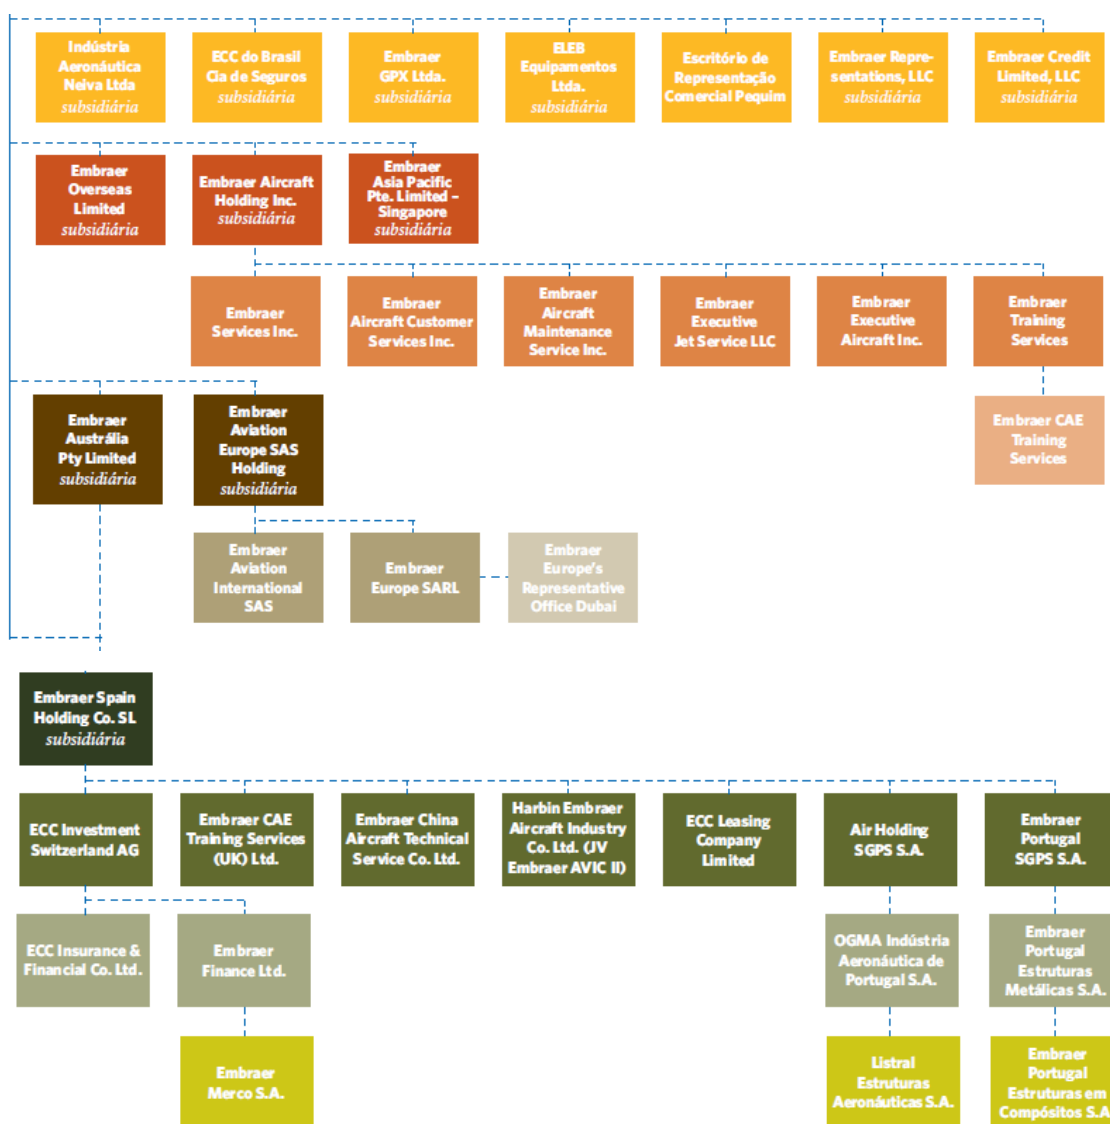 Indústria
Aeronáutica
Neiva Ltda
subsidiária
ECC do Brasil
Cia de Seguros
subsidiária
Embraer
GPX Ltda.
subsidiária
ELEB
Equipamentos
Ltda.
subsidiária
Escritório de
Representação
Comercial Pequim
Embraer Repre-
sentations, LLC
subsidiária
Embraer Credit
Limited, LLC
subsidiária
Embraer
Overseas
Limited
subsidiária
Embraer Aircraft
Holding Inc.
subsidiária
Embraer
Asia Pacific
Pte. Limited –
Singapore
subsidiária
Embraer
Services Inc.
Embraer
Aircraft Customer
Services Inc.
Embraer
Aircraft
Maintenance
Service Inc.
Embraer
Executive
Jet Service LLC
Embraer
Executive
Aircraft Inc.
Embraer
Training
Services
Embraer CAE
Training
Services
Embraer
Austrália
Pty Limited
subsidiária
Embraer
Aviation
Europe SAS
Holding
subsidiária
Embraer
Aviation
International
SAS
Embraer
Europe SARL
Embraer
Europe's
Representative
Office Dubai
Embraer Spain
Holding Co. SL
subsidiária
ECC Investment
Switzerland AG
Embraer CAE
Training Services
(UK) Ltd.
Embraer China
Aircraft Technical
Service Co. Ltd.
Harbin Embraer
Aircraft Industry
Co. Ltd. (JV
Embraer AVIC II)
ECC Leasing
Company
Limited
Air Holding
SGPS S.A.
Embraer
Portugal
SGPS S.A.
ECC Insurance &
Financial Co. Ltd.
Embraer
Finance Ltd.
OGMA Indústria
Aeronáutica de
Portugal S.A.
Embraer
Portugal
Estruturas
Metálicas S.A.
Embraer
Merco S.A.
Listral
Estruturas
Aeronáuticas S.A.
Embraer
Portugal
Estruturas em
Compósitos S.A